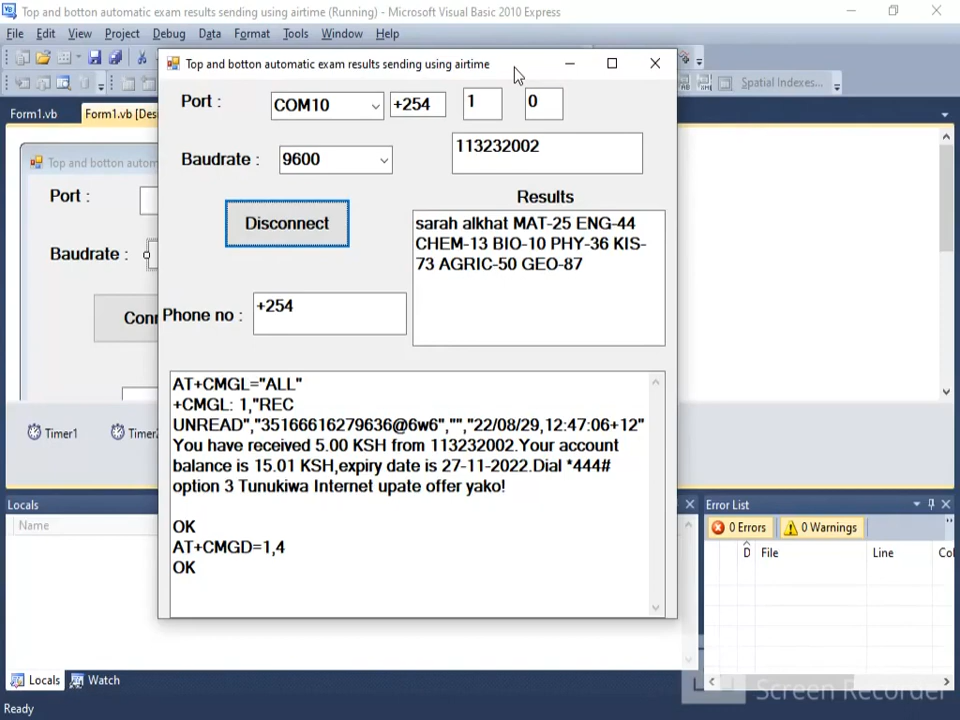 Top and botton automatic exam results sending using airtime (Running) - Microsoft Visual Basic 2010 Express
File Edit View Project Debug Data Format Tools Window Help
Spatial Indexes...
Form1.vb Form1.vb [Des
Top and botton autom
Port :
Baudrate :
Conn
Timer1
Timer
Top and botton automatic exam results sending using airtime
Port :
COM10
+254
1
0
Baudrate :
9600
113232002
Disconnect
Results
sarah alkhat MAT-25 ENG-44
CHEM-13 BIO-10 PHY-36 KIS-
73 AGRIC-50 GEO-87
Phone no :
+254
AT+CMGL="ALL"
+CMGL: 1,"REC
UNREAD","35166616279636@6w6","","22/08/29,12:47:06+12"
You have received 5.00 KSH from 113232002.Your account
balance is 15.01 KSH,expiry date is 27-11-2022.Dial *444#
option 3 Tunukiwa Internet upate offer yako!
OK
AT+CMGD=1,4
OK
Locals
Name
Locals Watch
Error List
0 Errors 0 Warnings
D File Line Col
Screen Recorder
Ready